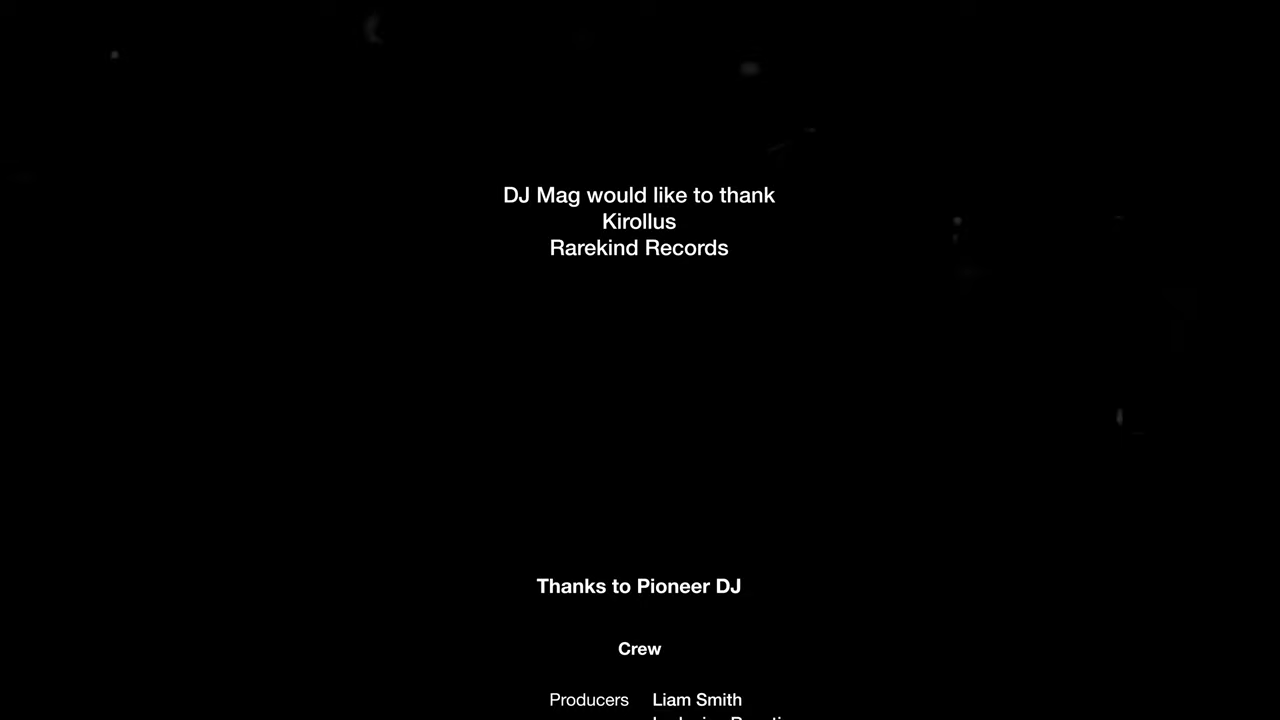 DJ Mag would like to thank
Kirollus
Rarekind Records
Thanks to Pioneer DJ
Crew
Producers Liam Smith